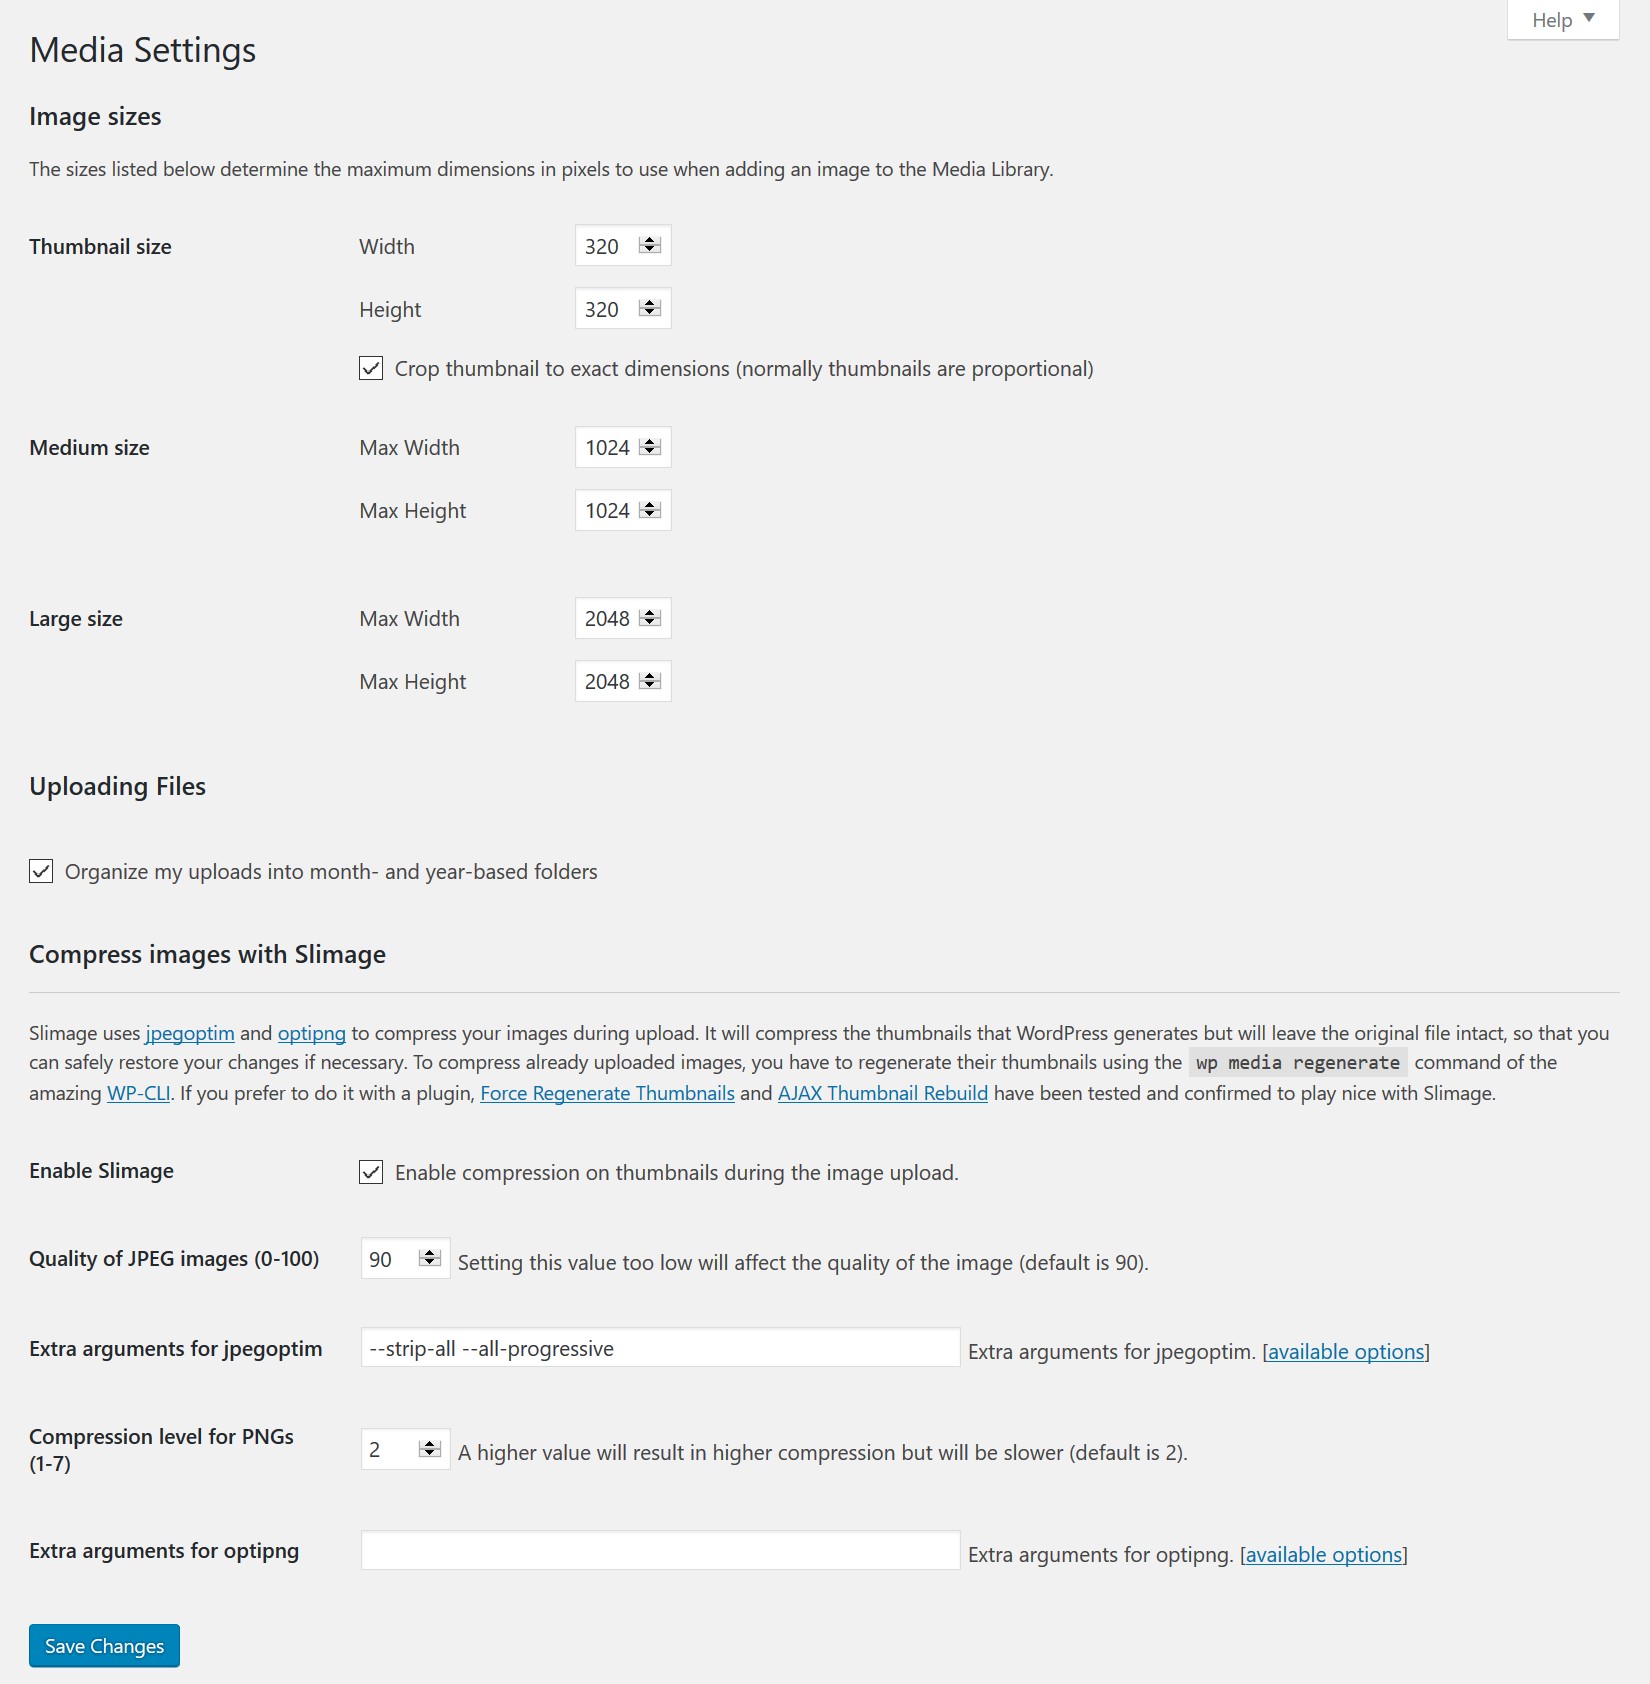 Help
Media Settings
Image sizes
The sizes listed below determine the maximum dimensions in pixels to use when adding an image to the Media Library.
Thumbnail size Width 320
Height 320
Crop thumbnail to exact dimensions (normally thumbnails are proportional)
Medium size Max Width 1024
Max Height 1024
Large size Max Width 2048
Max Height 2048
Uploading Files
Organize my uploads into month- and year-based folders
Compress images with Slimage
Slimage uses jpegoptim and optipng to compress your images during upload. It will compress the thumbnails that WordPress generates but will leave the original file intact, so that you
can safely restore your changes if necessary. To compress already uploaded images, you have to regenerate their thumbnails using the wp media regenerate command of the
amazing WP-CLI. If you prefer to do it with a plugin, Force Regenerate Thumbnails and AJAX Thumbnail Rebuild have been tested and confirmed to play nice with Slimage.
Enable Slimage Enable compression on thumbnails during the image upload.
Quality of JPEG images (0-100) 90 Setting this value too low will affect the quality of the image (default is 90).
Extra arguments for jpegoptim --strip-all --all-progressive Extra arguments for jpegoptim. [available options]
Compression level for PNGs
(1-7) 2 A higher value will result in higher compression but will be slower (default is 2).
Extra arguments for optipng Extra arguments for optipng. [available options]
Save Changes